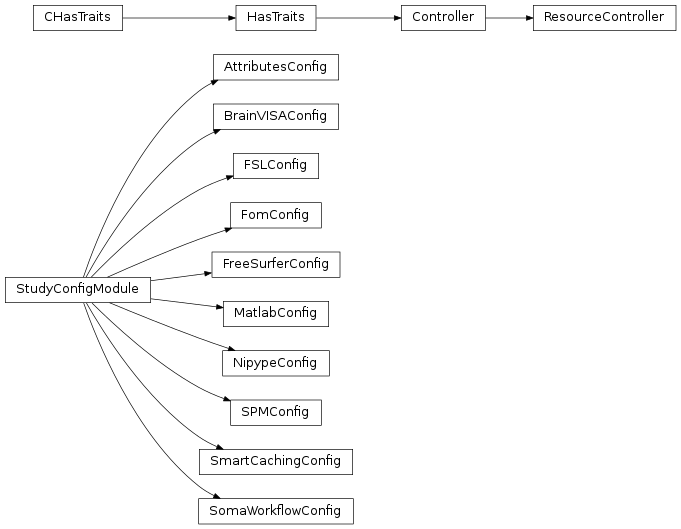 CHasTraits
HasTraits
Controller
ResourceController
AttributesConfig
BrainVISAConfig
FSLConfig
FomConfig
FreeSurferConfig
StudyConfigModule
MatlabConfig
NipypeConfig
SPMConfig
SmartCachingConfig
SomaWorkflowConfig